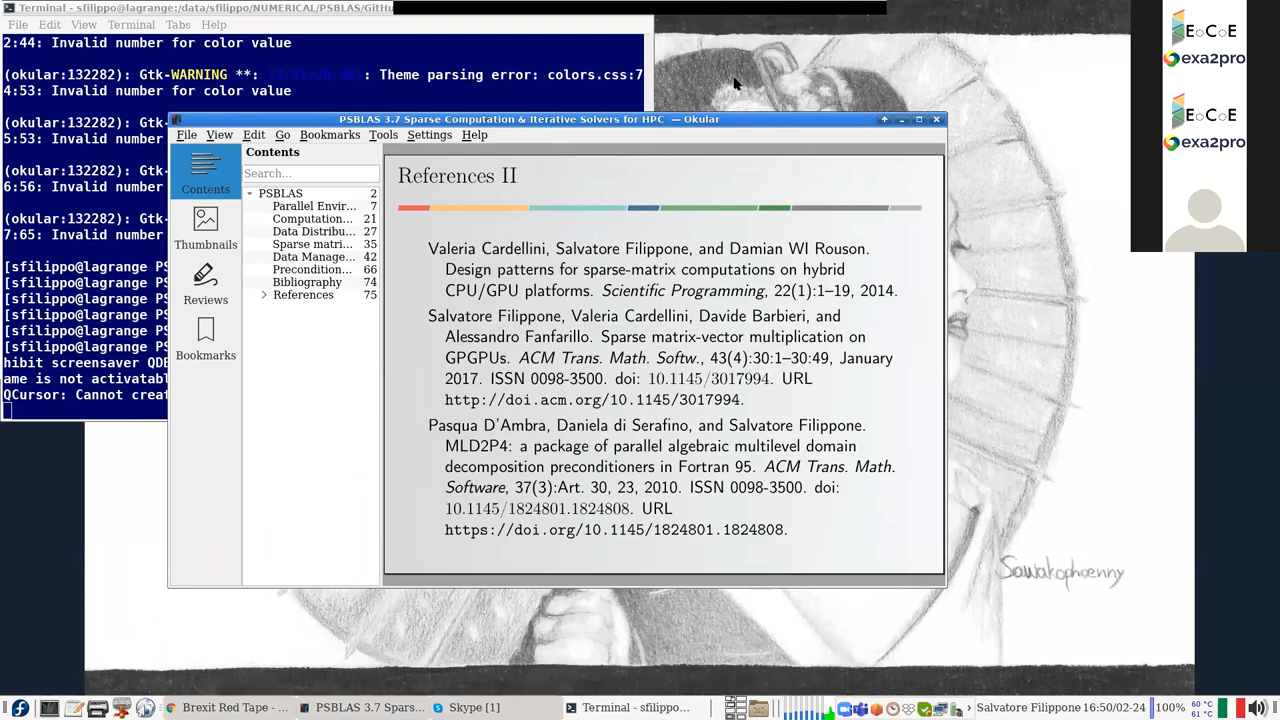 Terminal - sfilippo@lagrange:/data/sfilippo/NUMERICAL/PSBLAS/GitHu
File Edit View Terminal Tabs Help
2:44: Invalid number for color value
(okular:132282): Gtk-WARNING **: : Theme parsing error: colors.css:7
4:53: Invalid number for color value
(okular:132282): Gtk-
5:53: Invalid number
(okular:132282): Gtk-
6:56: Invalid number
(okular:132282): Gtk-
7:65: Invalid number
[sfilippo@lagrange PS
[sfilippo@lagrange PS
[sfilippo@lagrange PS
[sfilippo@lagrange PS
[sfilippo@lagrange PS
[sfilippo@lagrange PS
hibit screensaver QDB
ame is not activatabl
QCursor: Cannot creat
PSBLAS 3.7 Sparse Computation & Iterative Solvers for HPC — Okular
File View Edit Go Bookmarks Tools Settings Help
Contents
Thumbnails
Reviews
Bookmarks
Contents
Search...
PSBLAS 2
Parallel Envir... 7
Computation... 21
Data Distribu... 27
Sparse matri... 35
Data Manage... 42
Precondition... 66
Bibliography 74
References 75
References II
Valeria Cardellini, Salvatore Filippone, and Damian WI Rouson.
Design patterns for sparse-matrix computations on hybrid
CPU/GPU platforms. Scientific Programming, 22(1):1–19, 2014.
Salvatore Filippone, Valeria Cardellini, Davide Barbieri, and
Alessandro Fanfarillo. Sparse matrix-vector multiplication on
GPGPUs. ACM Trans. Math. Softw., 43(4):30:1–30:49, January
2017. ISSN 0098-3500. doi: 10.1145/3017994. URL
http://doi.acm.org/10.1145/3017994.
Pasqua D'Ambra, Daniela di Serafino, and Salvatore Filippone.
MLD2P4: a package of parallel algebraic multilevel domain
decomposition preconditioners in Fortran 95. ACM Trans. Math.
Software, 37(3):Art. 30, 23, 2010. ISSN 0098-3500. doi:
10.1145/1824801.1824808. URL
https://doi.org/10.1145/1824801.1824808.
EoCoE
exa2pro
EoCoE
exa2pro
Sawakaphoenny
Brexit Red Tape - ...
PSBLAS 3.7 Spars...
Skype [1]
Terminal - sfilippo...
Salvatore Filippone 16:50/02-24
100%
60 °C
61 °C